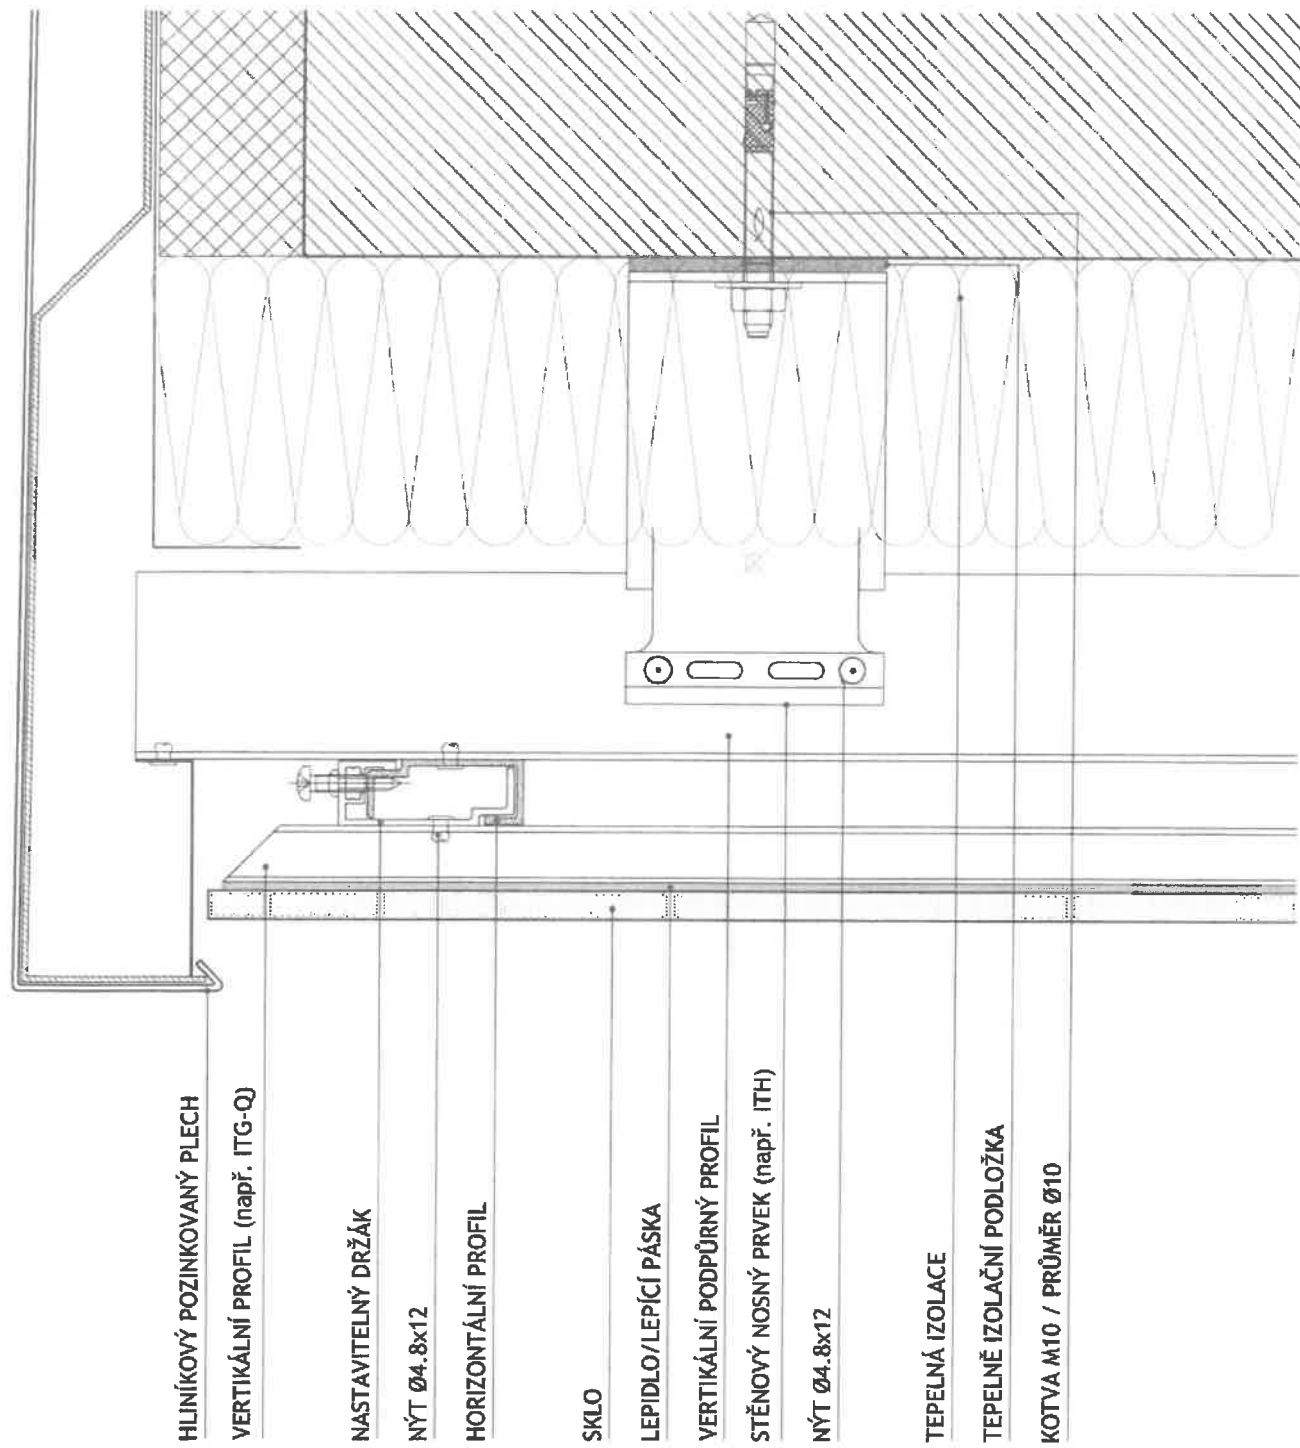 HLINÍKOVÝ POZINKOVANÝ PLECH
VERTIKÁLNÍ PROFIL (např. ITG-Q)
NASTAVITELNÝ DRŽÁK
NÝT Ø4.8x12
HORIZONTÁLNÍ PROFIL
SKLO
LEPIDLO/LEPÍCÍ PÁSKA
VERTIKÁLNÍ PODPŮRNÝ PROFIL
STĚNOVÝ NOSNÝ PRVEK (např. ITH)
NÝT Ø4.8x12
TEPELNÁ IZOLACE
TEPELNĚ IZOLAČNÍ PODLOŽKA
KOTVA M10 / PRŮMĚR Ø10